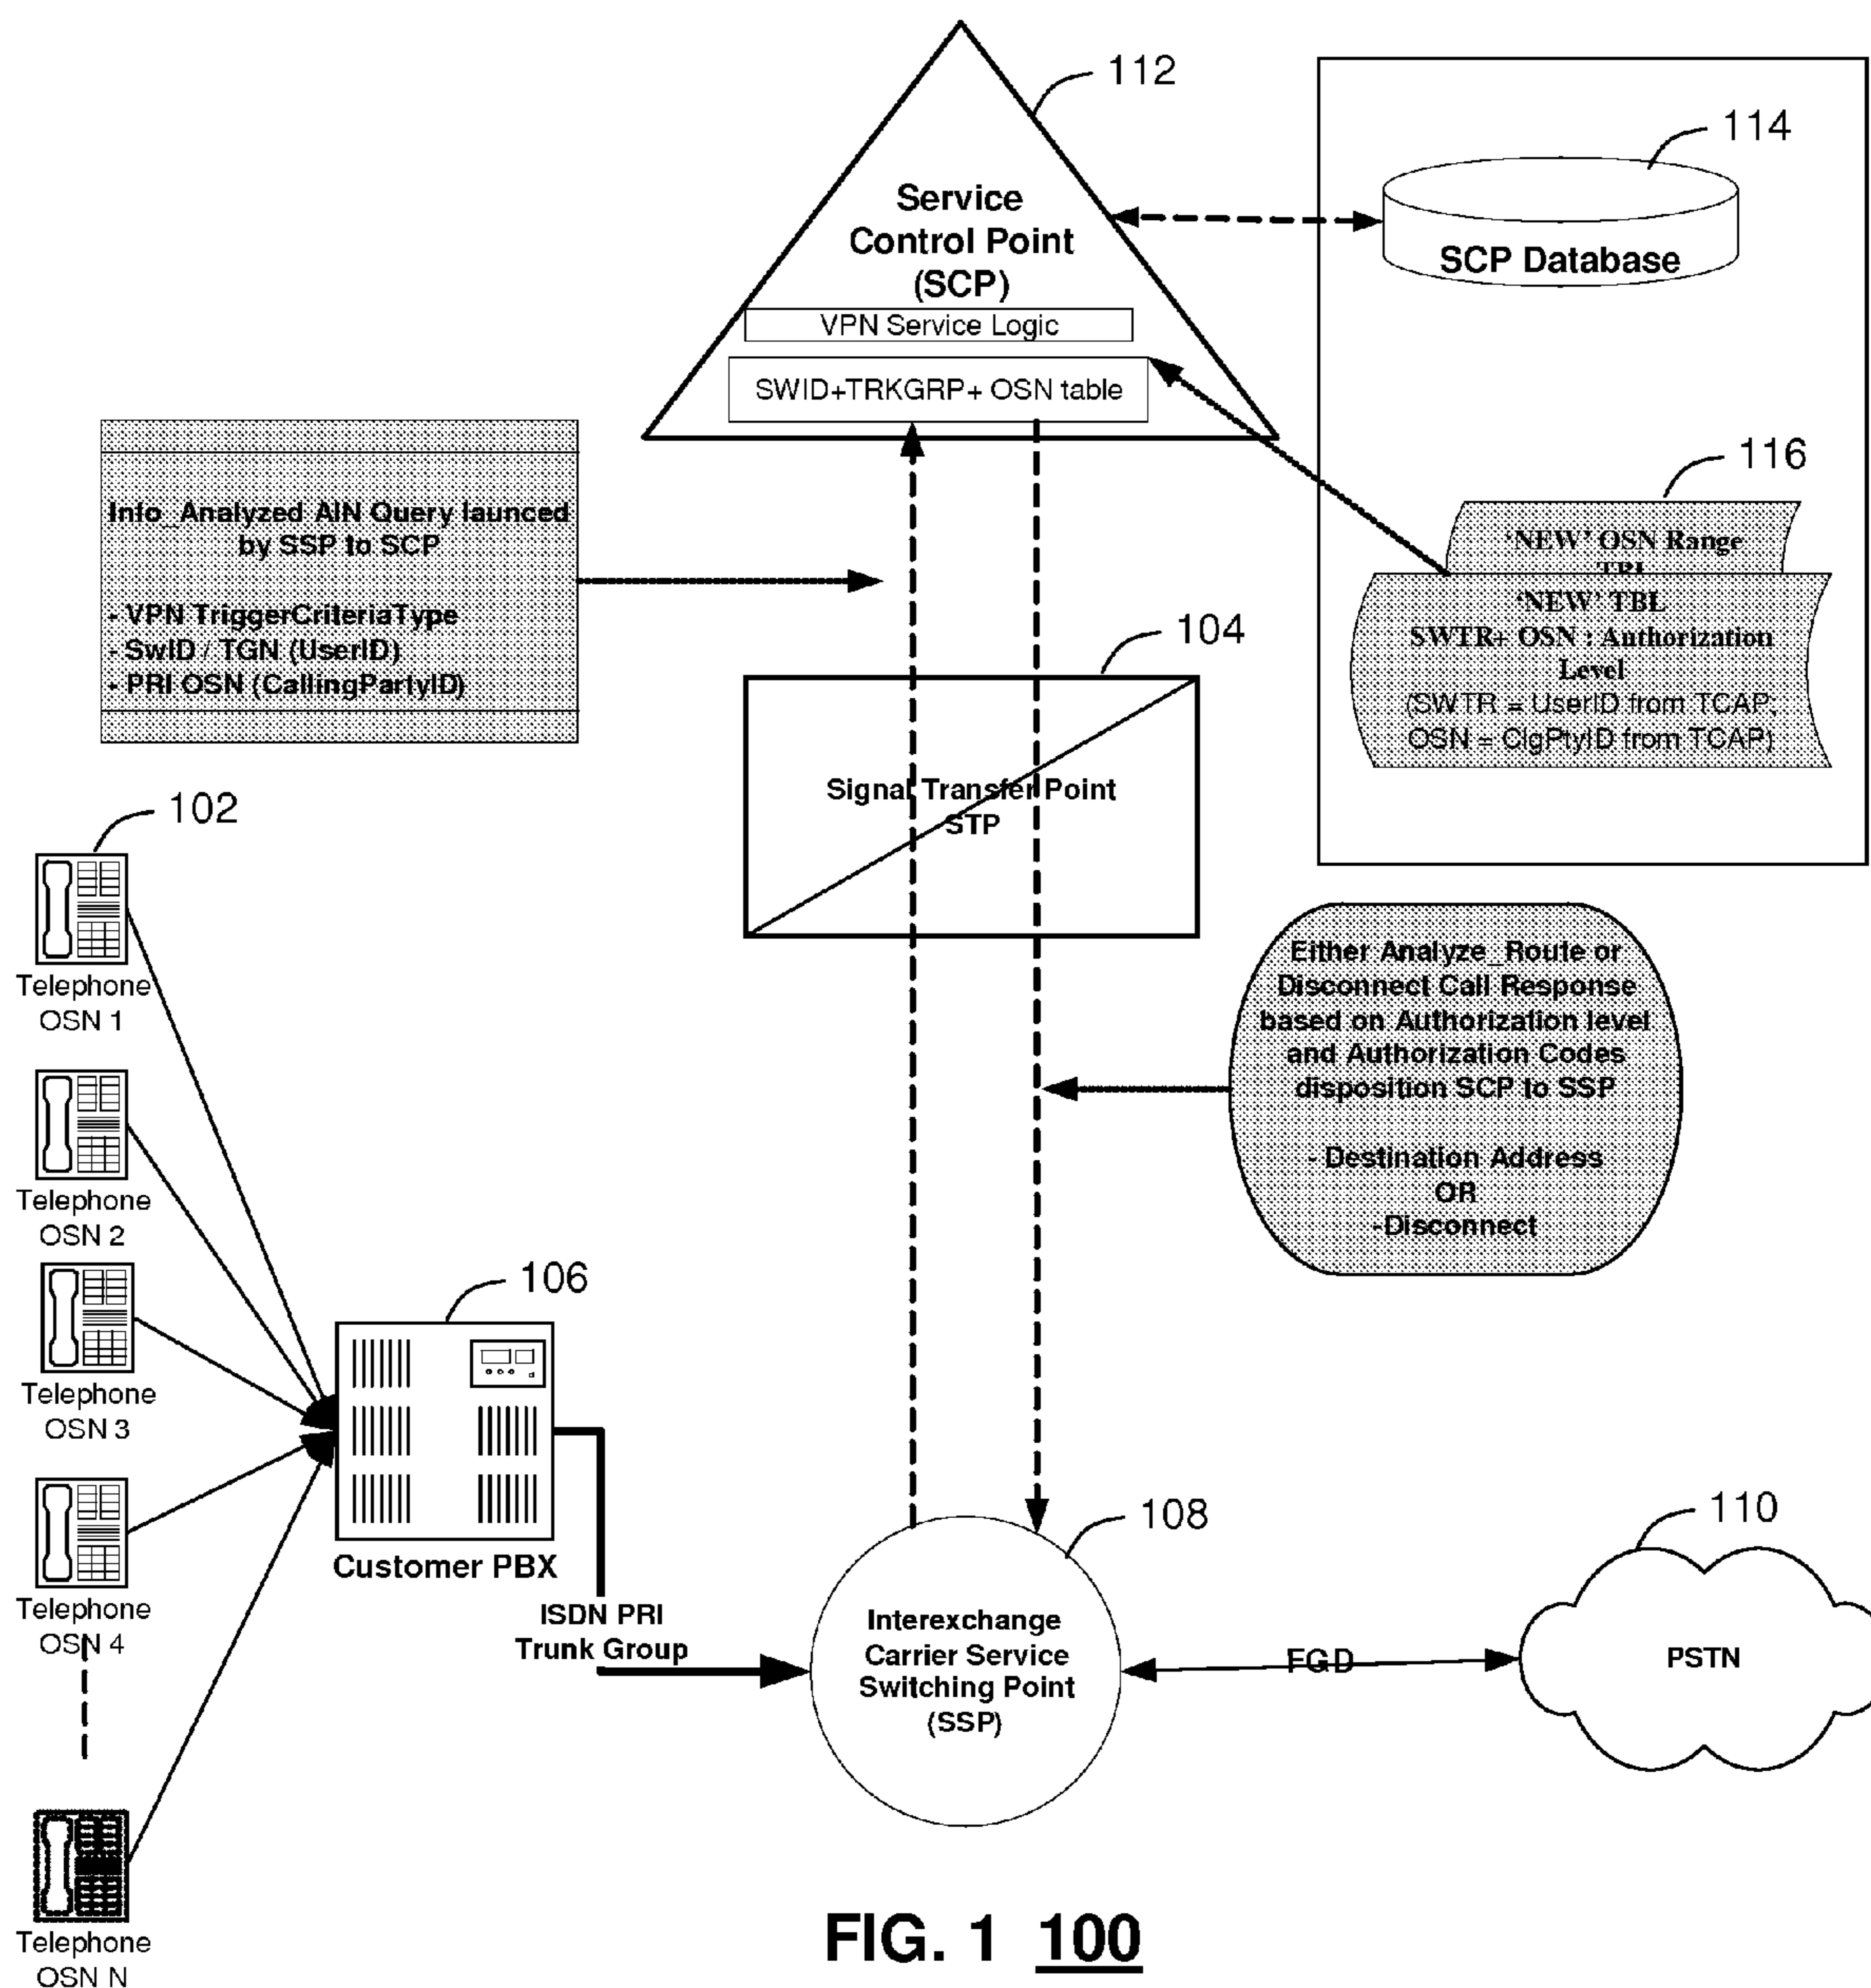 112
114
Service
Control Point
(SCP)
SCP Database
VPN Service Logic
SWID+TRKGRP+ OSN table
116
Info_Analyzed AIN Query launced
by SSP to SCP
- VPN TriggerCriteriaType
- SwID / TGN (UserID)
- PRI OSN (CallingPartyID)
'NEW' OSN Range
TBL
'NEW' TBL
SWTR+ OSN : Authorization
Level
(SWTR = UserID from TCAP,
OSN = ClgPtyID from TCAP)
104
Signal Transfer Point
STP
102
Telephone
OSN 1
Either Analyze_Route or
Disconnect Call Response
based on Authorization level
and Authorization Codes
disposition SCP to SSP
- Destination Address
OR
-Disconnect
Telephone
OSN 2
106
Telephone
OSN 3
Customer PBX
108
110
Telephone
OSN 4
ISDN PRI
Trunk Group
Interexchange
Carrier Service
Switching Point
(SSP)
FGD
PSTN
Telephone
OSN N
FIG. 1 100